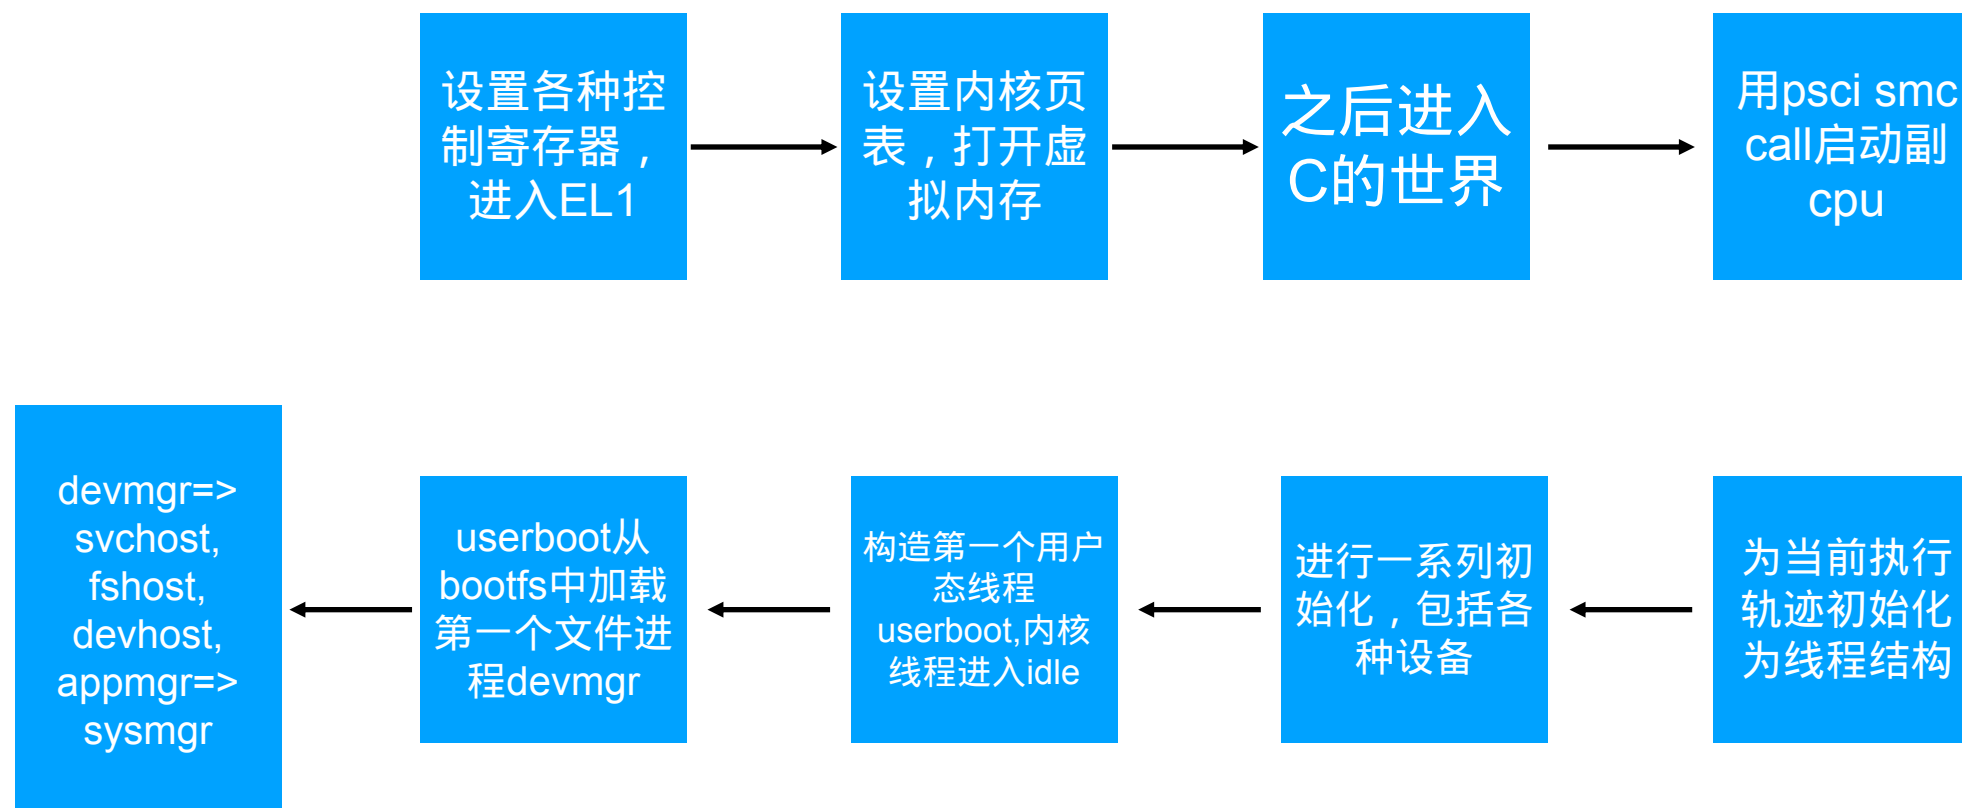 设置各种控
制寄存器，
进入EL1
设置内核页
表，打开虚
拟内存
之后进入
C的世界
用psci smc
call启动副
cpu
devmgr=>
svchost,
fshost,
devhost,
appmgr=>
sysmgr
userboot从
bootfs中加载
第一个文件进
程devmgr
构造第一个用户
态线程
userboot,内核
线程进入idle
进行一系列初
始化，包括各
种设备
为当前执行
轨迹初始化
为线程结构